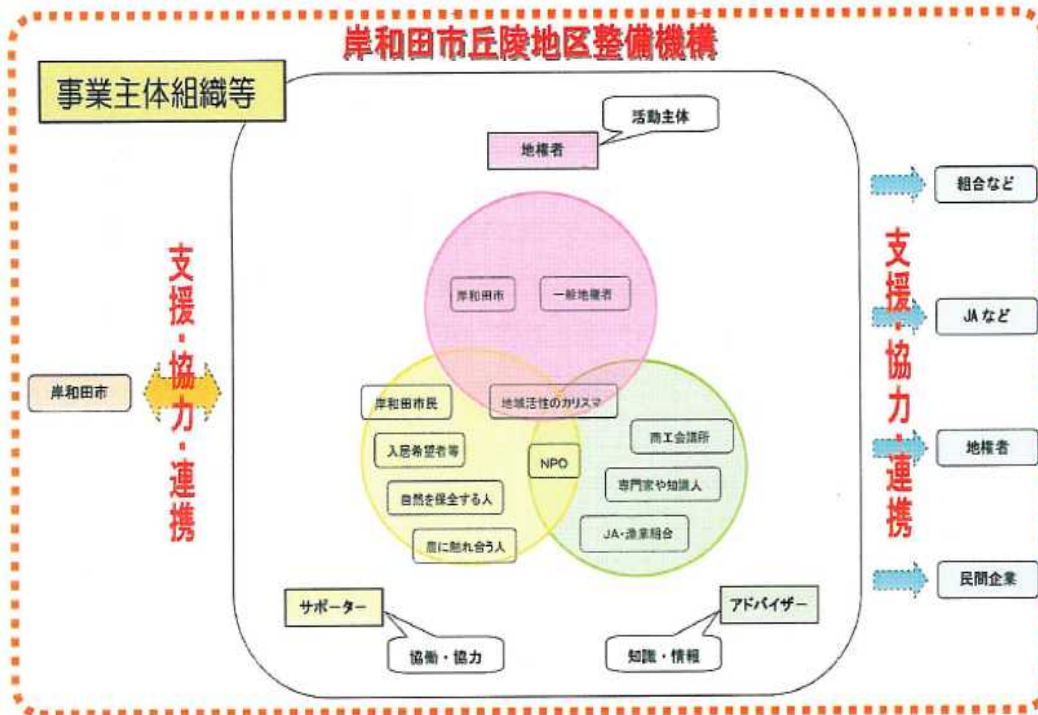 岸和田市丘陵地区整備機構
事業主体組織等
活動主体
地権者
岸和田市
一般地権者
岸和田市民
地域活性のカリスマ
入居希望者等
NPO
商工会議所
自然を保全する人
専門家や知識人
農に触れ合う人
JA・漁業組合
サポーター
協働・協力
アドバイザー
知識・情報
支援・協力・連携
岸和田市
支援・協力・連携
組合など
JAなど
地権者
民間企業